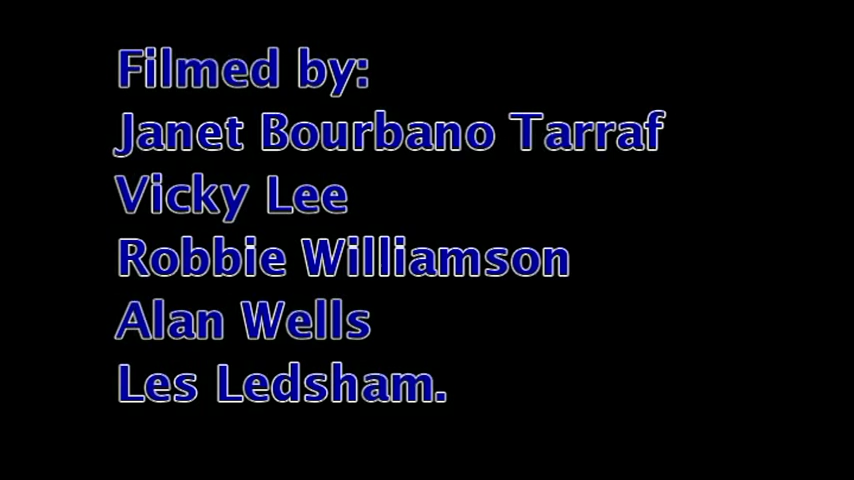 Filmed by:
Janet Bourbano Tarraf
Vicky Lee
Robbie Williamson
Alan Wells
Les Ledsham.